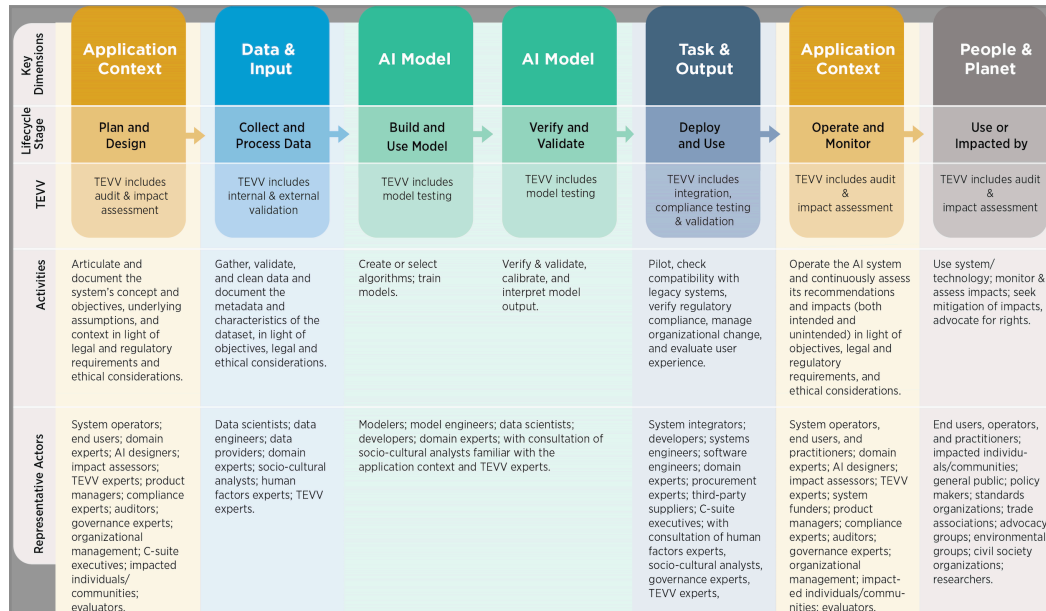 Key
Dimensions
Application
Context
Data &
Input
AI Model
AI Model
Task &
Output
Application
Context
People &
Planet
Lifecycle
Stage
Plan and
Design
Collect and
Process Data
Build and
Use Model
Verify and
Validate
Deploy
and Use
Operate and
Monitor
Use or
Impacted by
TEVV
TEVV includes
audit & impact
assessment
TEVV includes
internal & external
validation
TEVV includes
model testing
TEVV includes
model testing
TEVV includes
integration,
compliance testing
& validation
TEVV includes audit
&
impact assessment
TEVV includes audit
&
impact assessment
Activities
Articulate and
document the
system's concept and
objectives, underlying
assumptions, and
context in light of
legal and regulatory
requirements and
ethical considerations.
Gather, validate,
and clean data and
document the
metadata and
characteristics of the
dataset, in light of
objectives, legal and
ethical considerations.
Create or select
algorithms; train
models.
Verify & validate,
calibrate, and
interpret model
output.
Pilot, check
compatibility with
legacy systems,
verify regulatory
compliance, manage
organizational change,
and evaluate user
experience.
Operate the AI system
and continuously assess
its recommendations
and impacts (both
intended and
unintended) in light of
objectives, legal and
regulatory
requirements, and
ethical considerations.
Use system/
technology; monitor &
assess impacts; seek
mitigation of impacts,
advocate for rights.
Representative Actors
System operators;
end users; domain
experts; AI designers;
impact assessors;
TEVV experts; product
managers; compliance
experts; auditors;
governance experts;
organizational
management; C-suite
executives; impacted
individuals/
communities;
evaluators.
Data scientists; data
engineers; data
providers; domain
experts; socio-cultural
analysts; human
factors experts; TEVV
experts.
Modelers; model engineers; data scientists;
developers; domain experts; with consultation of
socio-cultural analysts familiar with the
application context and TEVV experts.
System integrators;
developers; systems
engineers; software
engineers; domain
experts; procurement
experts; third-party
suppliers; C-suite
executives; with
consultation of human
factors experts,
socio-cultural analysts,
governance experts,
TEVV experts,
System operators,
end users, and
practitioners; domain
experts; AI designers;
impact assessors; TEVV
experts; system
funders; product
managers; compliance
experts; auditors;
governance experts;
organizational
management; impact-
ed individuals/commu-
nities; evaluators.
End users, operators,
and practitioners;
impacted individu-
als/communities;
general public; policy
makers; standards
organizations; trade
associations; advocacy
groups; environmental
groups; civil society
organizations;
researchers.